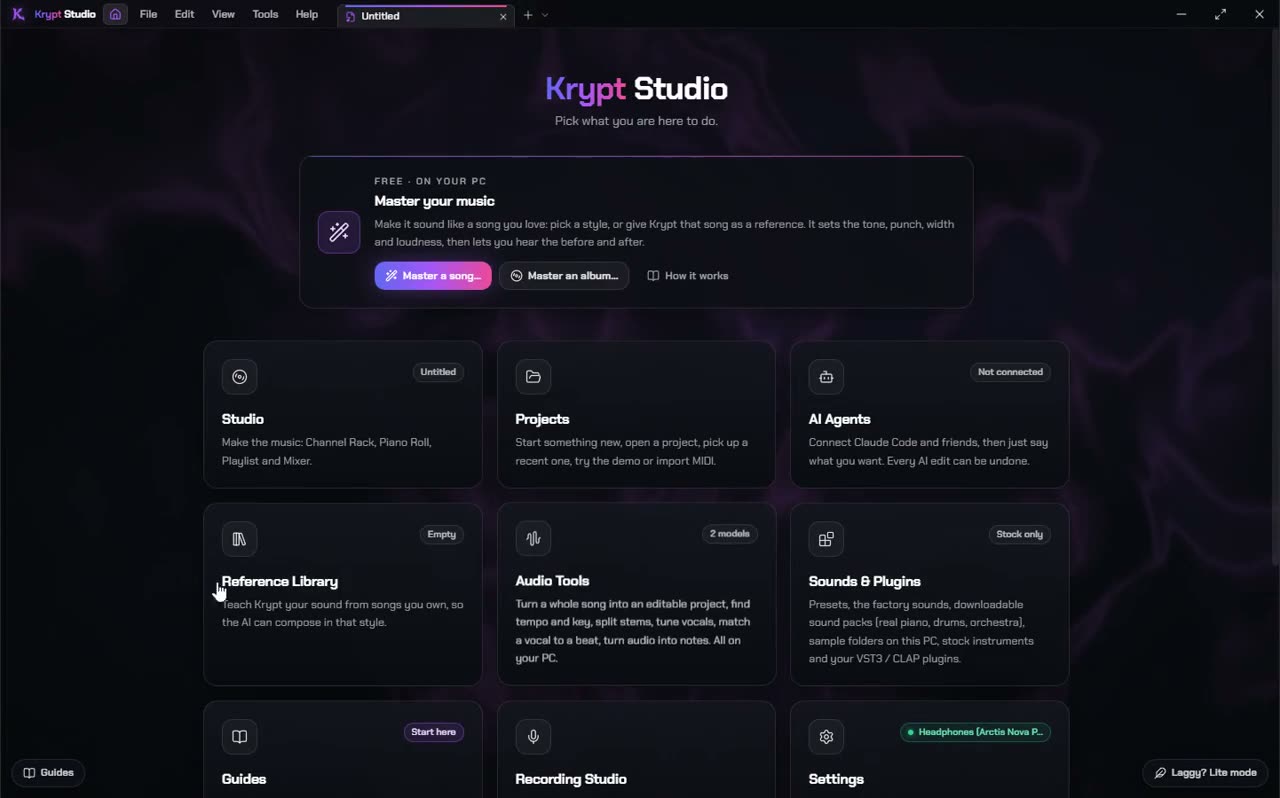 Krypt Studio File Edit View Tools Help Untitled
Krypt Studio
Pick what you are here to do.
FREE · ON YOUR PC
Master your music
Make it sound like a song you love: pick a style, or give Krypt that song as a reference. It sets the tone, punch, width
and loudness, then lets you hear the before and after.
Master a song... Master an album... How it works
Untitled
Studio
Make the music: Channel Rack, Piano Roll,
Playlist and Mixer.
Projects
Start something new, open a project, pick up a
recent one, try the demo or import MIDI.
Not connected
AI Agents
Connect Claude Code and friends, then just say
what you want. Every AI edit can be undone.
Empty
Reference Library
Teach Krypt your sound from songs you own, so
the AI can compose in that style.
2 models
Audio Tools
Turn a whole song into an editable project, find
tempo and key, split stems, tune vocals, match
a vocal to a beat, turn audio into notes. All on
your PC.
Stock only
Sounds & Plugins
Presets, the factory sounds, downloadable
sound packs (real piano, drums, orchestra),
sample folders on this PC, stock instruments
and your VST3 / CLAP plugins.
Start here
Guides
Recording Studio
Headphones (Arctis Nova P...
Settings
Guides
Laggy? Lite mode